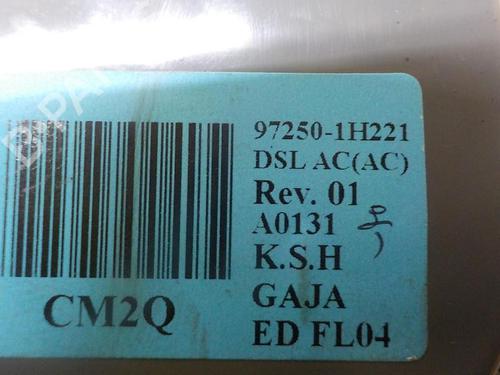 97250-1H221
DSL AC(AC)
Rev. 01
A0131
K.S.H
GAJA
CM2Q
ED FL04